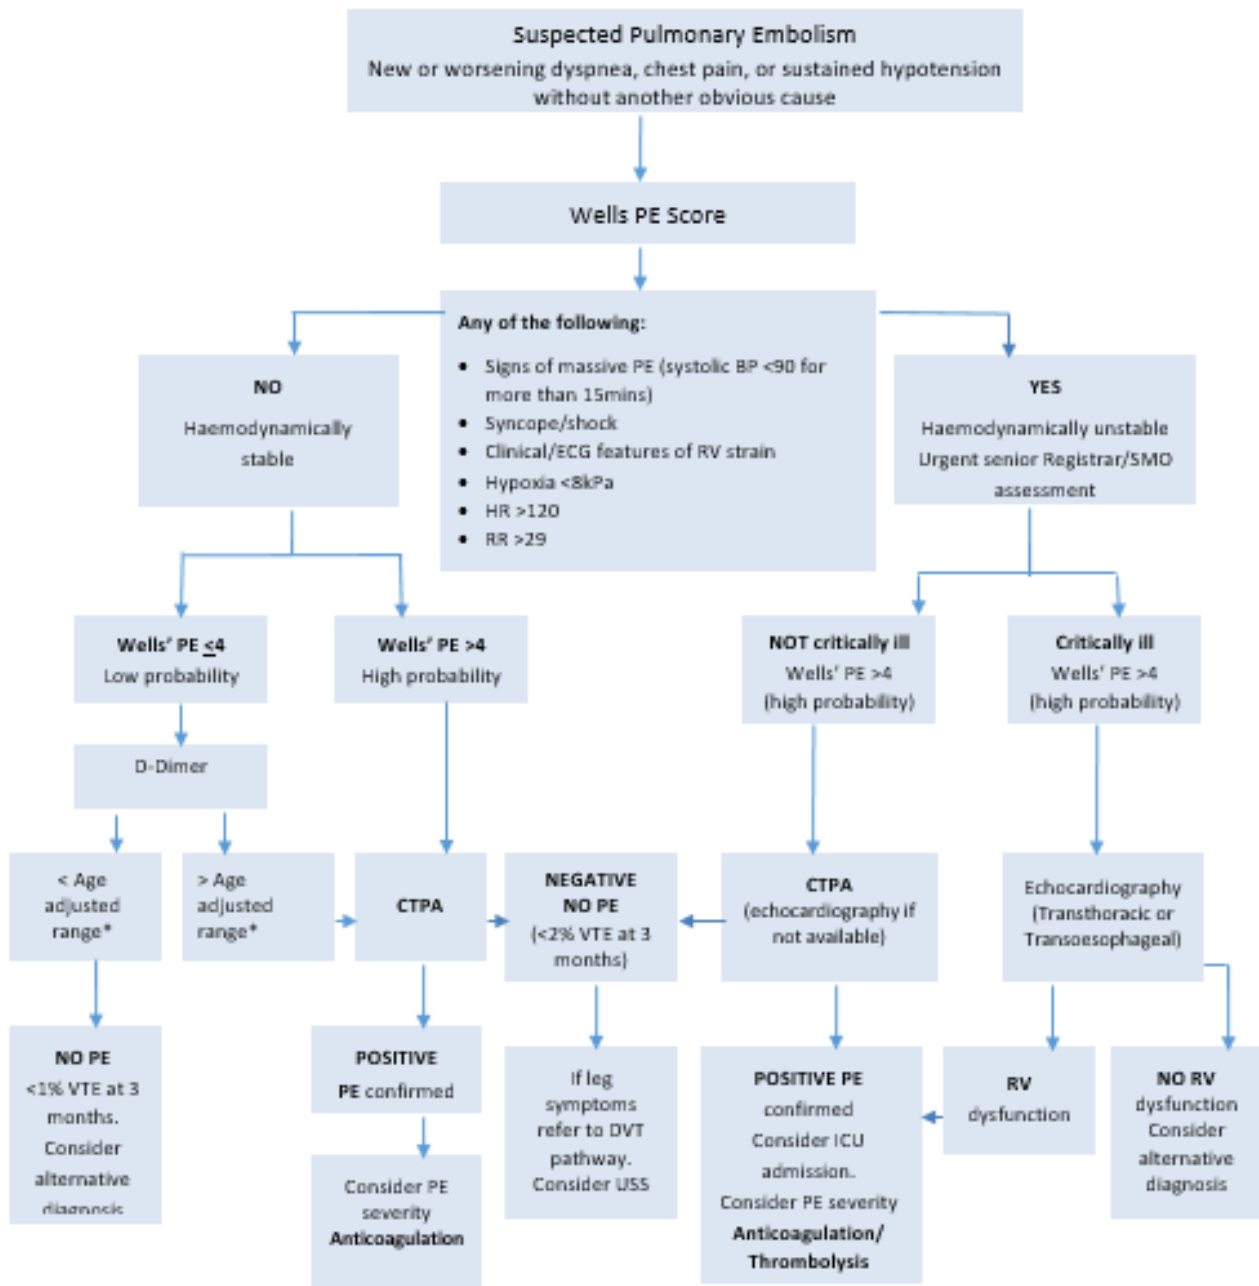 Suspected Pulmonary Embolism
New or worsening dyspnea, chest pain, or sustained hypotension
without another obvious cause
Wells PE Score
Any of the following:
• Signs of massive PE (systolic BP <90 for
more than 15mins)
• Syncope/shock
• Clinical/ECG features of RV strain
• Hypoxia <8kPa
• HR >120
• RR >29
NO
Haemodynamically
stable
YES
Haemodynamically unstable
Urgent senior Registrar/SMO
assessment
Wells’ PE ≤4
Low probability
Wells’ PE >4
High probability
NOT critically ill
Wells’ PE >4
(high probability)
Critically ill
Wells’ PE >4
(high probability)
D-Dimer
< Age
adjusted
range*
> Age
adjusted
range*
CTPA
NEGATIVE
NO PE
(<2% VTE at 3
months)
CTPA
(echocardiography if
not available)
Echocardiography
(Transthoracic or
Transoesophageal)
NO PE
<1% VTE at 3
months.
Consider
alternative
diagnosis
POSITIVE
PE confirmed
Consider PE
severity
Anticoagulation
If leg
symptoms
refer to DVT
pathway.
Consider USS
POSITIVE PE
confirmed
Consider ICU
admission.
Consider PE severity
Anticoagulation/
Thrombolysis
RV
dysfunction
NO RV
dysfunction
Consider
alternative
diagnosis